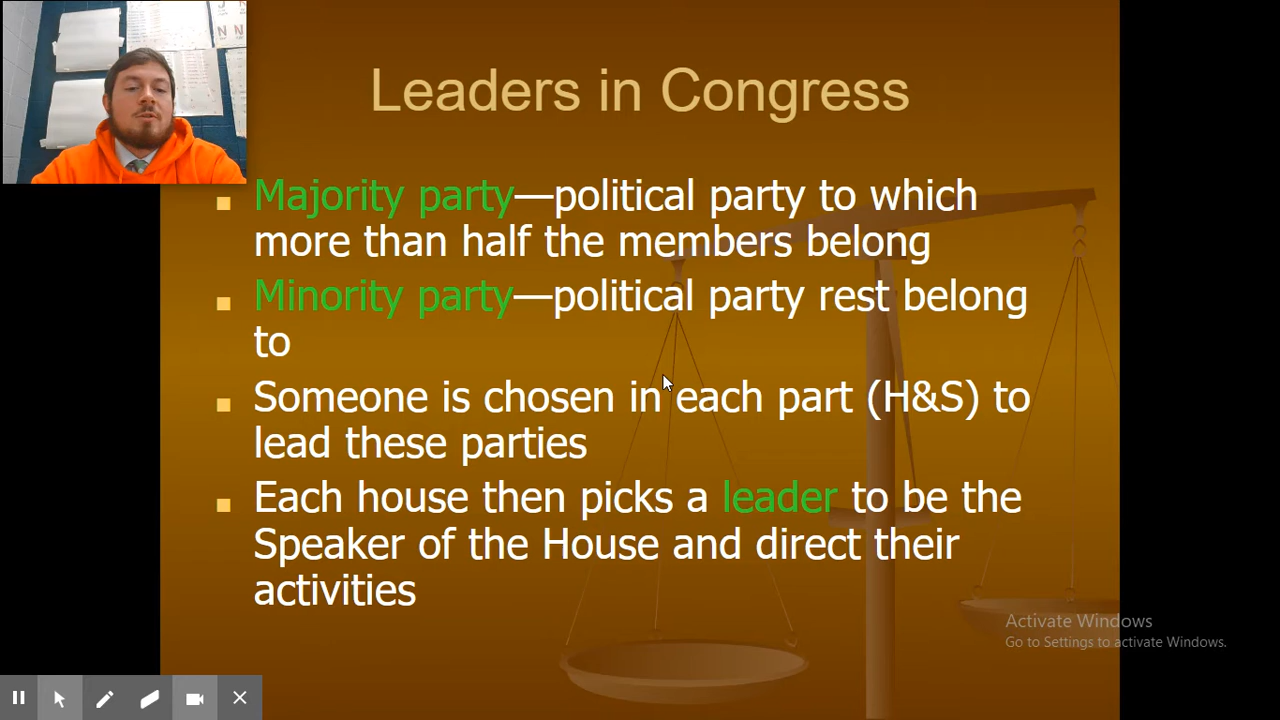 Leaders in Congress
Majority party—political party to which
more than half the members belong
Minority party—political party rest belong
to
Someone is chosen in each part (H&S) to
lead these parties
Each house then picks a leader to be the
Speaker of the House and direct their
activities
Activate Windows
Go to Settings to activate Windows.